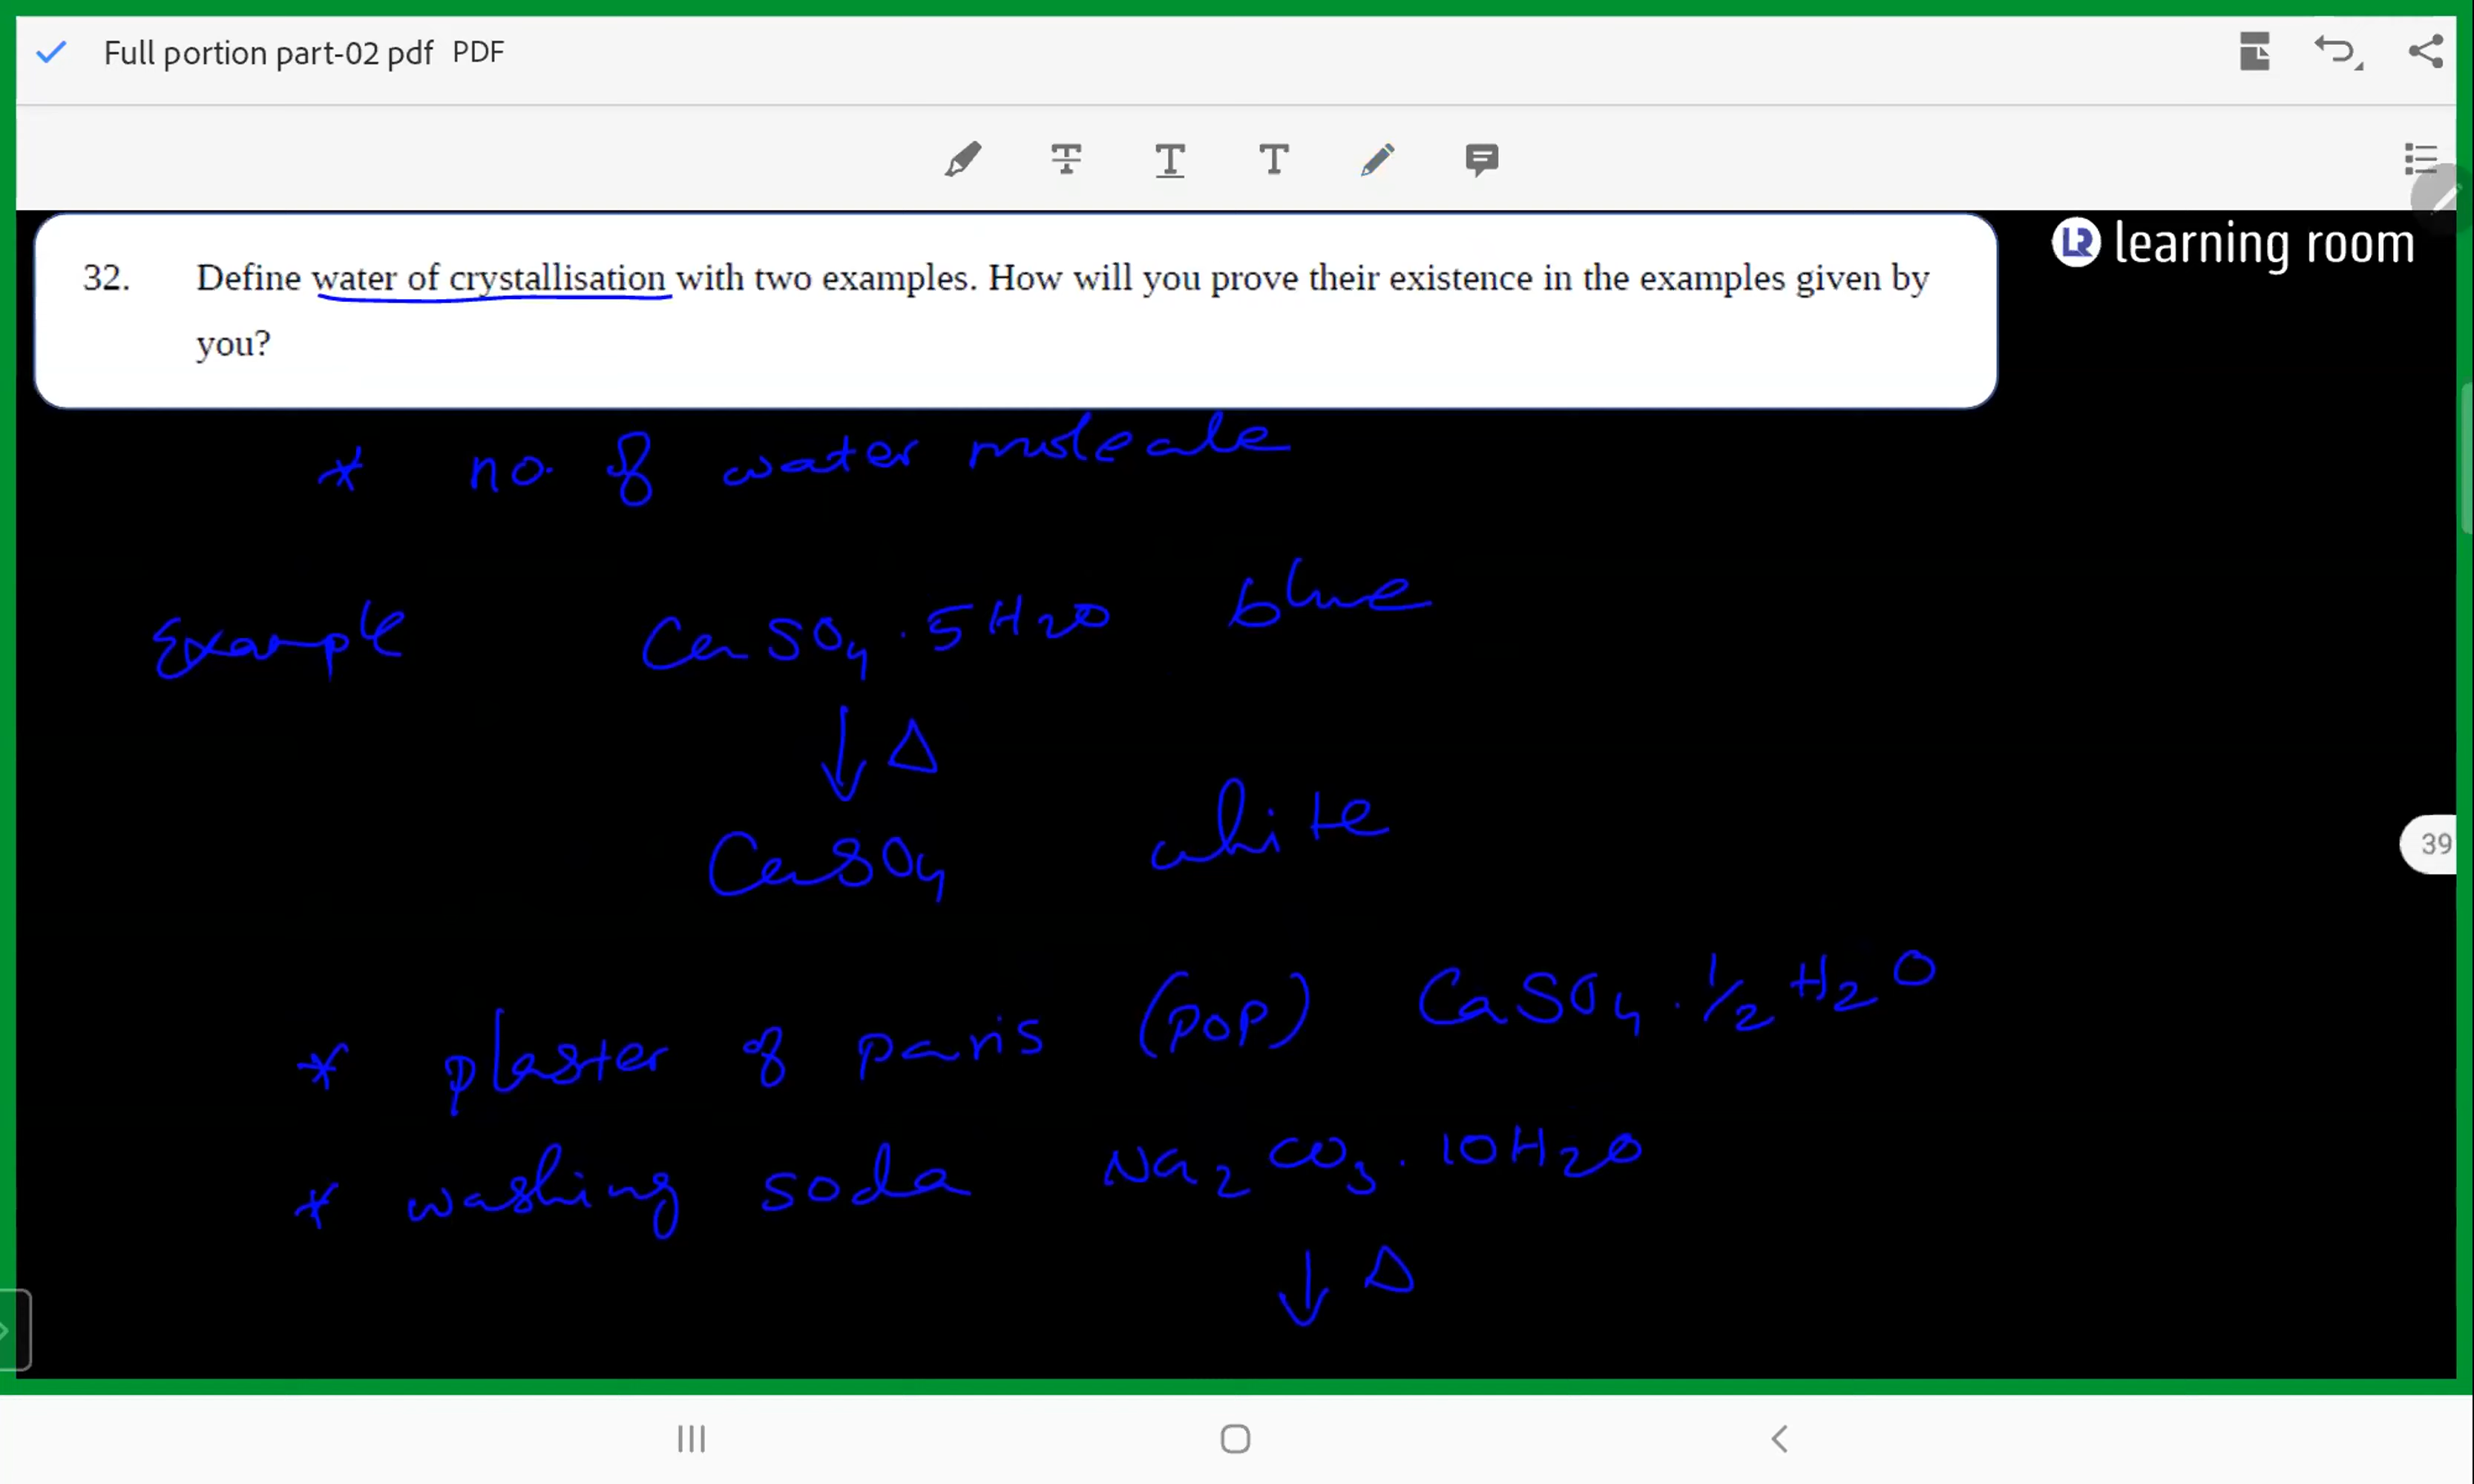 Full portion part-02 pdf PDF
learning room
32. Define water of crystallisation with two examples. How will you prove their existence in the examples given by
you?
* no. of water molecule
Example CuSO4 . 5H2O blue
↓ Δ
CuSO4 white
39
* plaster of paris (POP) CaSO4 . 1/2 H2O
* washing soda Na2CO3 . 10H2O
↓ Δ